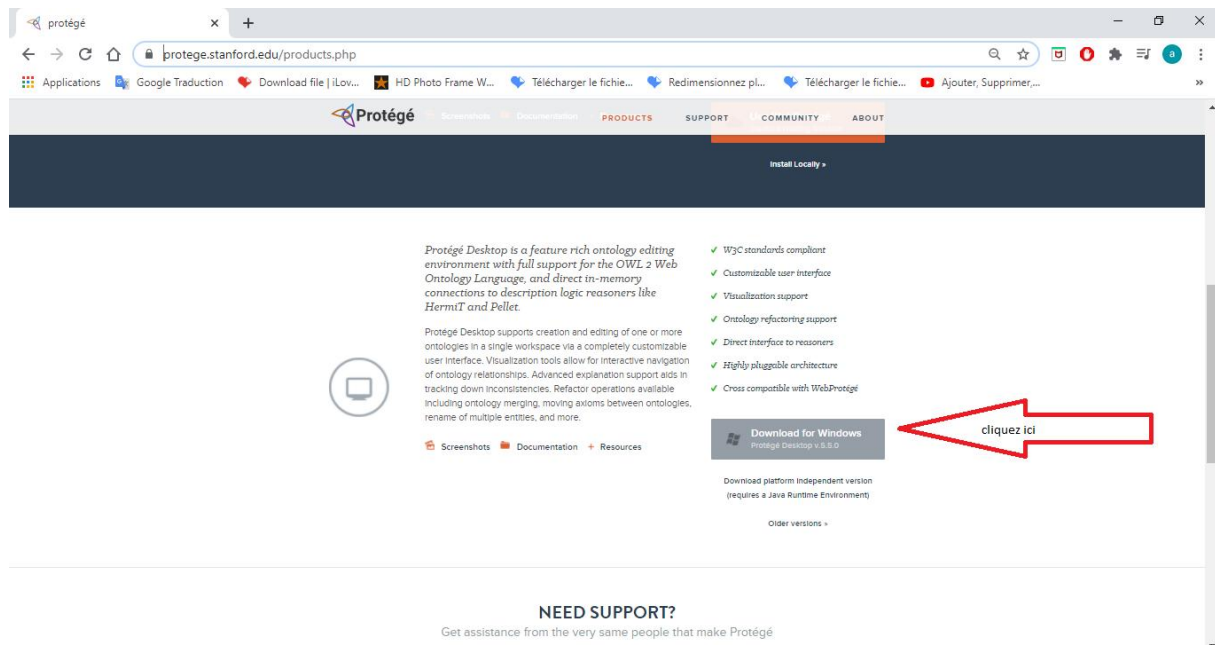 protégé
protege.stanford.edu/products.php
Applications
Google Traduction
Download file | iLov...
HD Photo Frame W...
Télécharger le fichie...
Redimensionnez pl...
Télécharger le fichie...
Ajouter, Supprimer,...
»
a
Protégé
Screenshots
Documentation
PRODUCTS
SUPPORT
COMMUNITY
ABOUT
Install Locally »
Protégé Desktop is a feature rich ontology editing
environment with full support for the OWL 2 Web
Ontology Language, and direct in-memory
connections to description logic reasoners like
HermiT and Pellet.
Protégé Desktop supports creation and editing of one or more
ontologies in a single workspace via a completely customizable
user interface. Visualization tools allow for interactive navigation
of ontology relationships. Advanced explanation support aids in
tracking down inconsistencies. Refactor operations available
including ontology merging, moving axioms between ontologies,
rename of multiple entities, and more.
Screenshots
Documentation
+ Resources
W3C standards compliant
Customizable user interface
Visualization support
Ontology refactoring support
Direct interface to reasoners
Highly pluggable architecture
Cross compatible with WebProtégé
Download for Windows
Protégé Desktop v.5.5.0
cliquez ici
Download platform independent version
(requires a Java Runtime Environment)
Older versions »
NEED SUPPORT?
Get assistance from the very same people that make Protégé